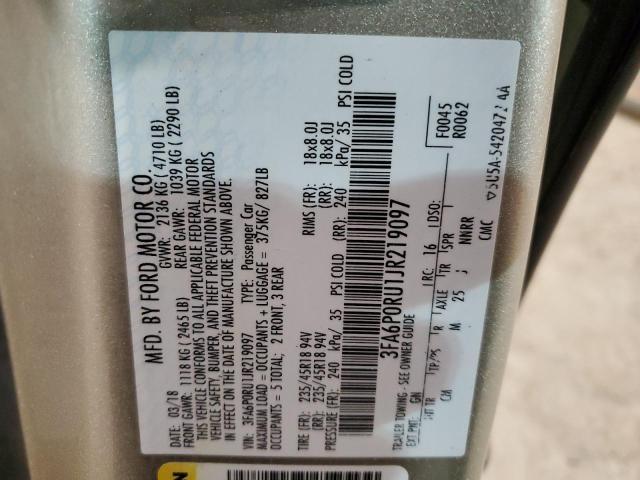 MFD. BY FORD MOTOR CO.
03/18
GVWR: 2136 KG ( 4710 LB)
FRONT GAWR: 1118 KG ( 2465 LB)
REAR GAWR: 1039 KG ( 2290 LB)
THIS VEHICLE CONFORMS TO ALL APPLICABLE FEDERAL MOTOR
VEHICLE SAFETY, BUMPER, AND THEFT PREVENTION STANDARDS
IN EFFECT ON THE DATE OF MANUFACTURE SHOWN ABOVE.
VIN: 3FA6P0RU1JR219097 TYPE: Passenger Car
MAXIMUM LOAD = OCCUPANTS + LUGGAGE = 375KG/ 827LB
OCCUPANTS = 5 TOTAL; 2 FRONT, 3 REAR
TIRE (FR): 235/45R18 94V RIMS (FR): 18x8.0J
(RR): 235/45R18 94V (RR): 18x8.0J
PRESSURE (FR): 240 kPa/ 35 PSI COLD (RR): 240 kPa/ 35 PSI COLD
3FA6P0RU1JR219097
TRAILER TOWING - SEE OWNER GUIDE
F0045
R0062
EXT PNT: GN RC: 16 DSO:
INT TR TP/PS R AXLE TR SPR
CM M 25 J NNRR
CMC
5U5A-5420472